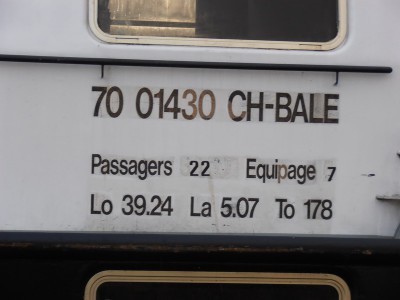 70 01430 CH-BALE
Passagers 22 Equipage 7
Lo 39.24 La 5.07 To 178